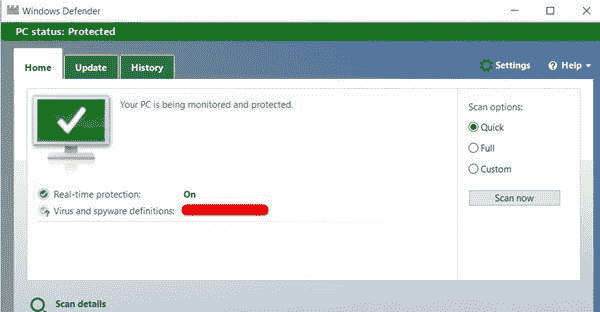 Windows Defender
PC status: Protected
Home
Update
History
Settings
Help
Your PC is being monitored and protected.
Scan options:
Quick
Full
Custom
Scan now
Real-time protection: On
Virus and spyware definitions:
Scan details